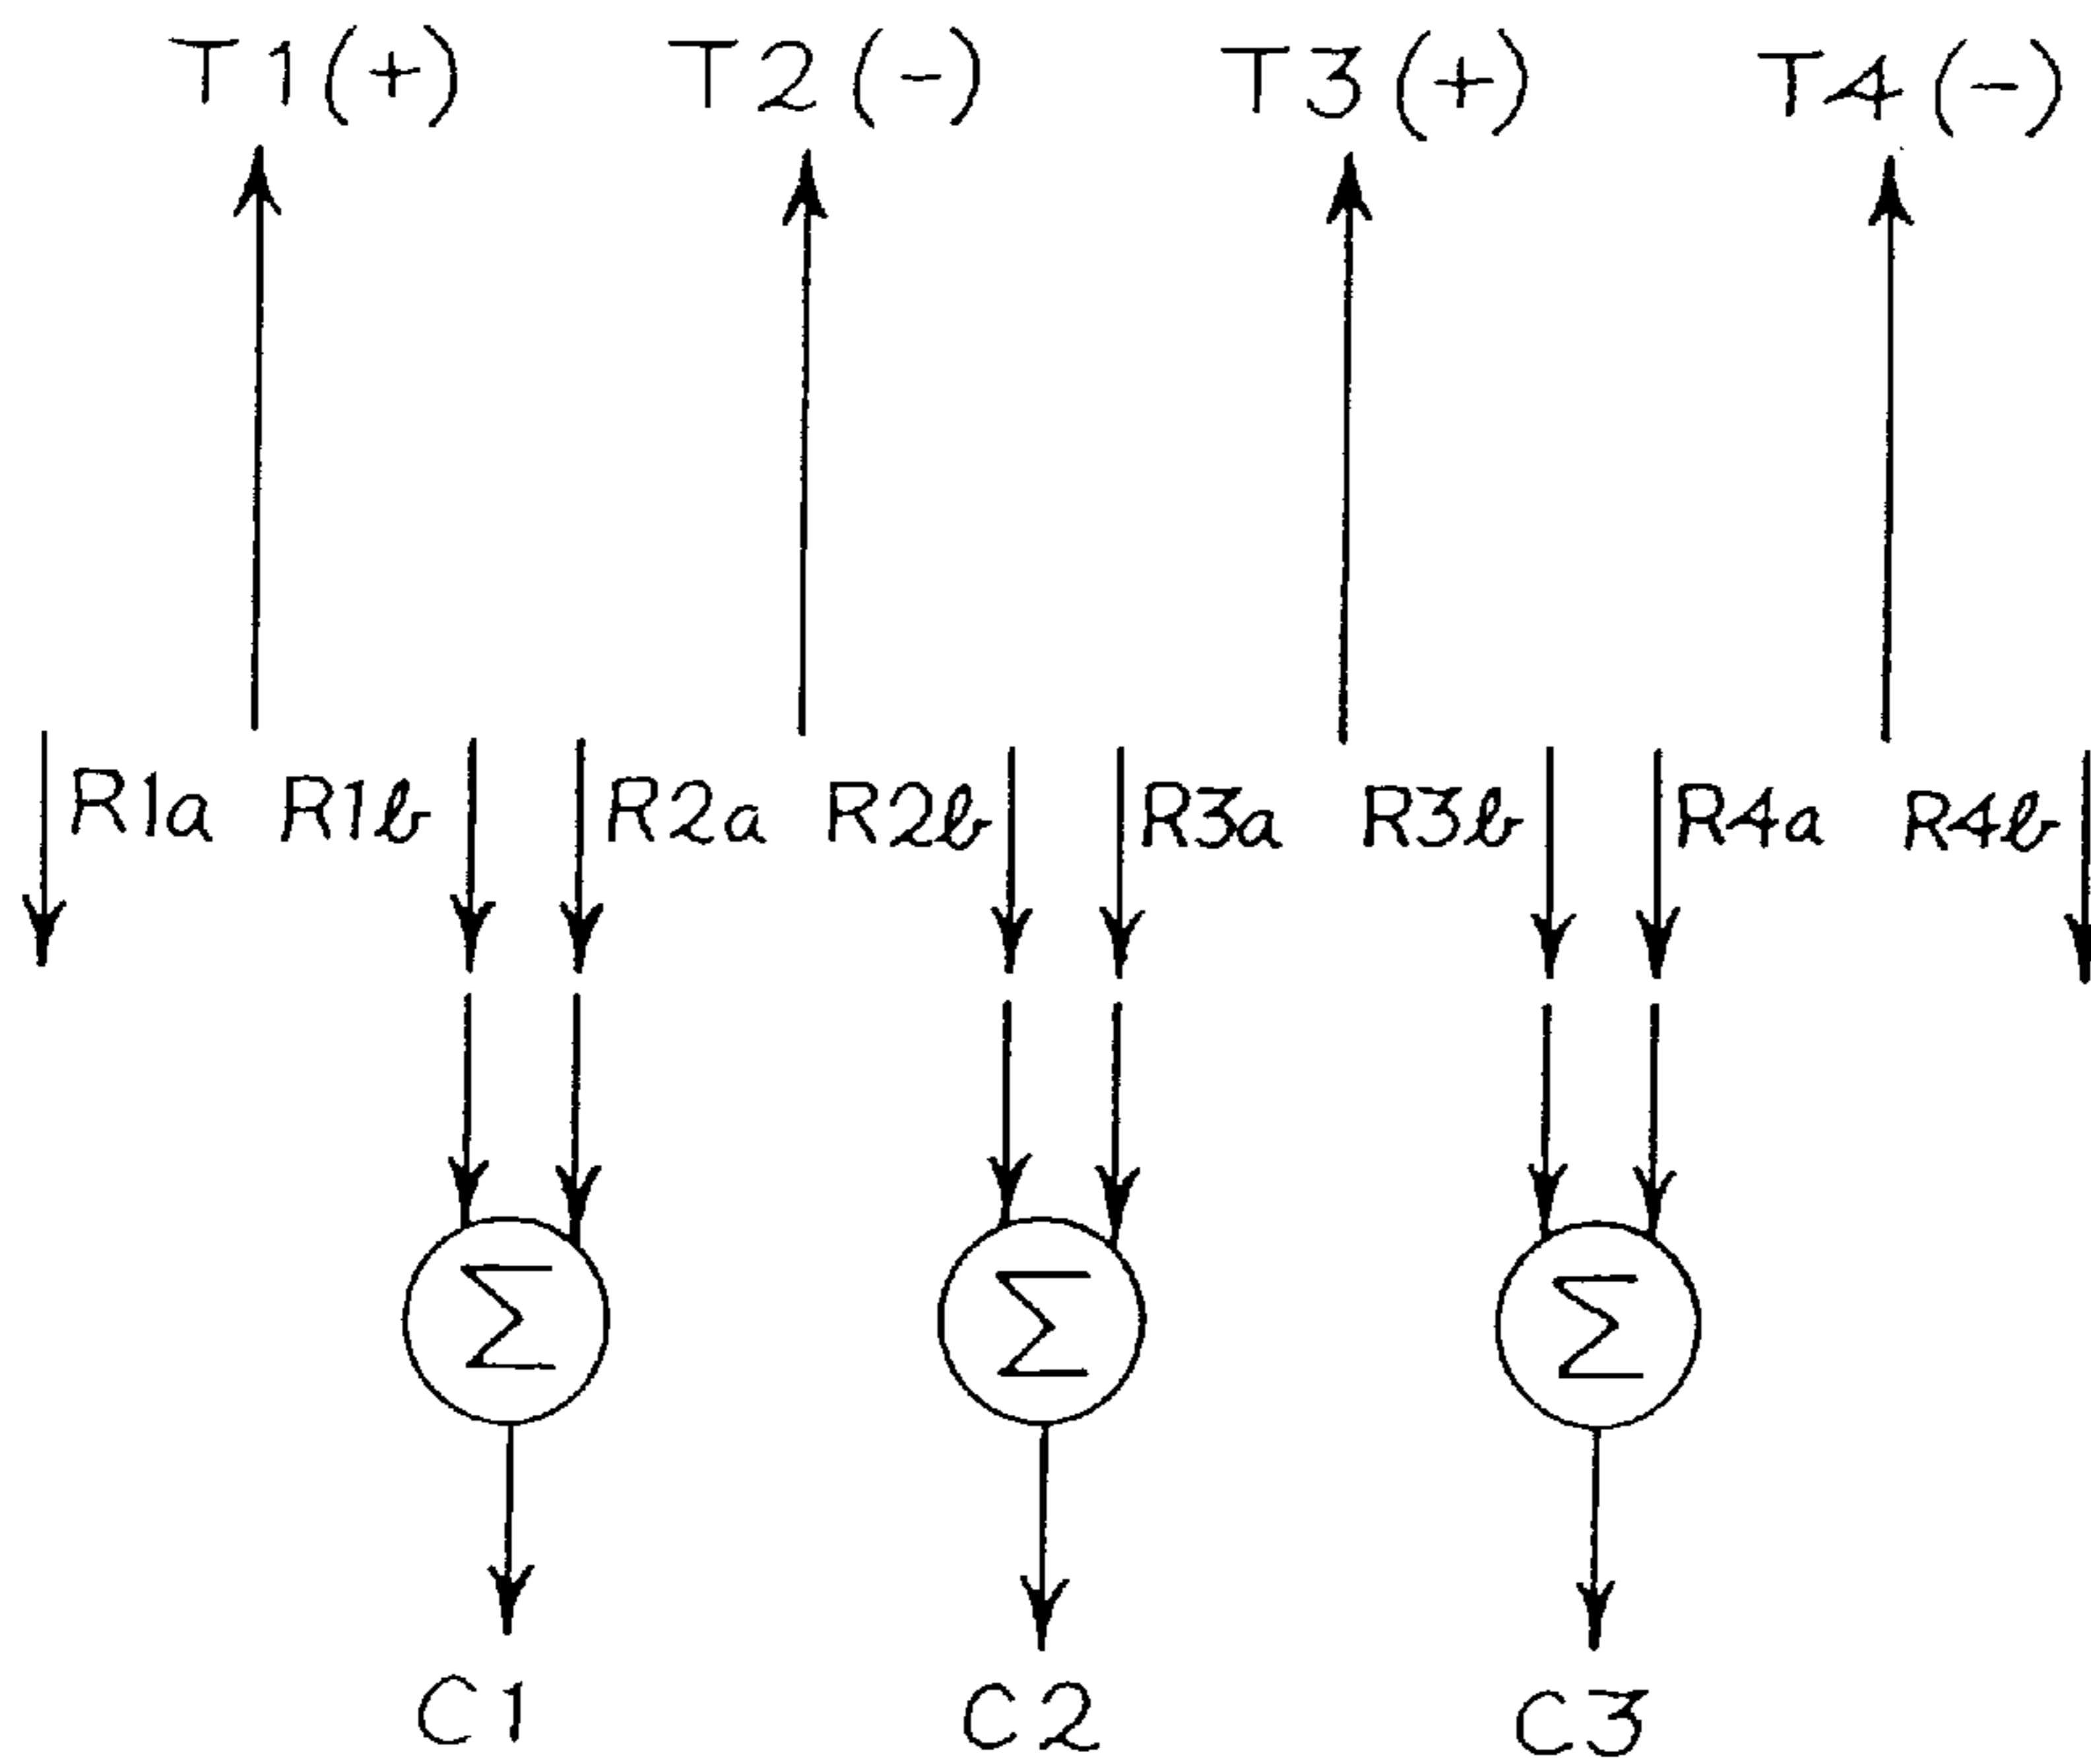 T1(+) T2(-) T3(+) T4(-)
R1a R1b R2a R2b R3a R3b R4a R4b
Σ Σ Σ
C1 C2 C3